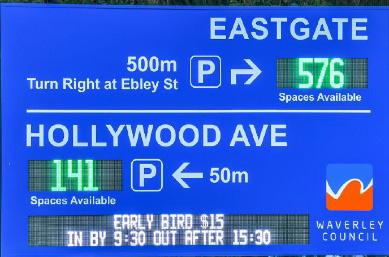 EASTGATE
500m P 576
Turn Right at Ebley St
Spaces Available
HOLLYWOOD AVE
141 P 50m
Spaces Available
WAVERLEY
COUNCIL
EARLY BIRD $15
IN BY 9:30 OUT AFTER 15:30